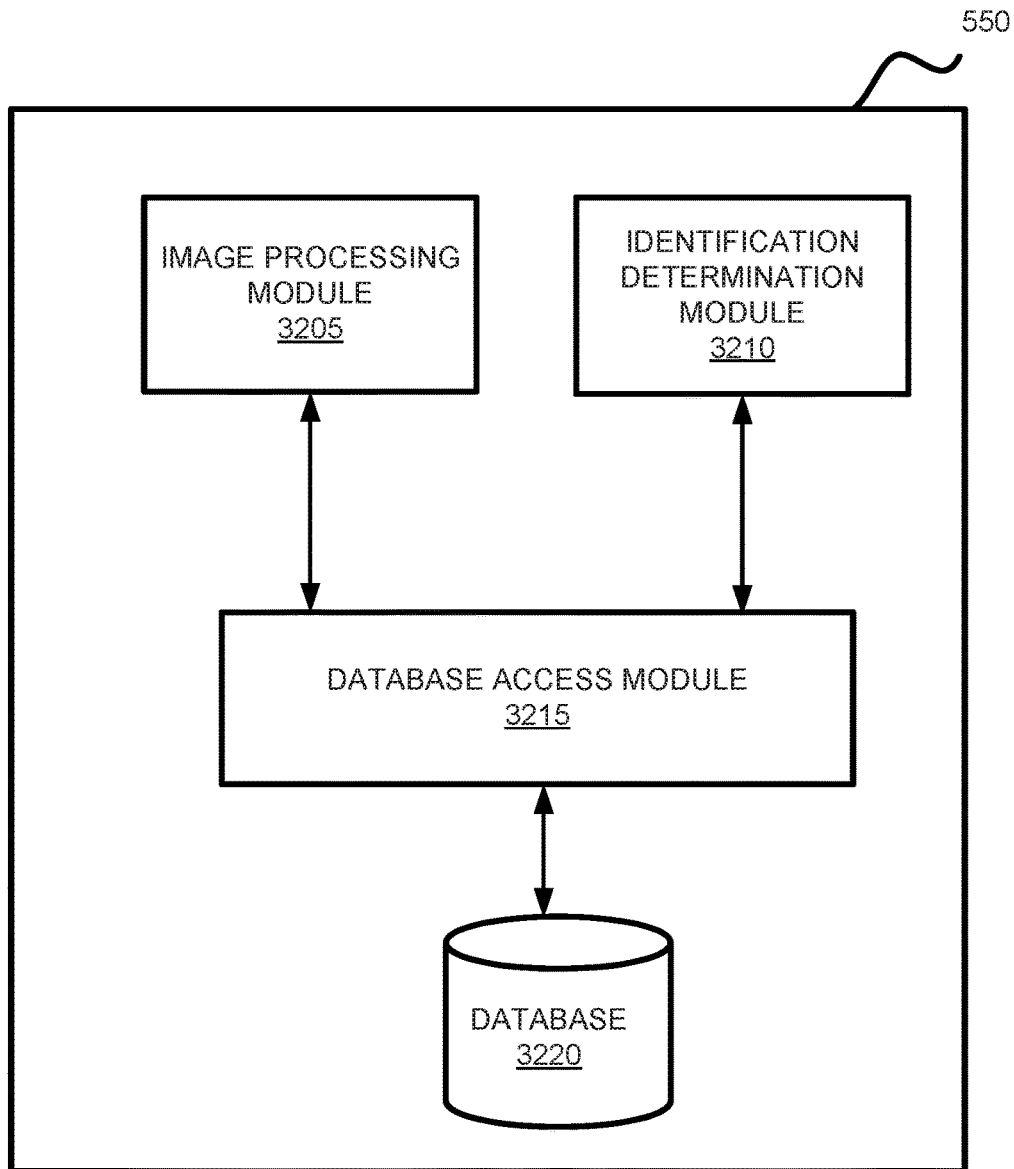 550
IMAGE PROCESSING
MODULE
3205
IDENTIFICATION
DETERMINATION
MODULE
3210
DATABASE ACCESS MODULE
3215
DATABASE
3220